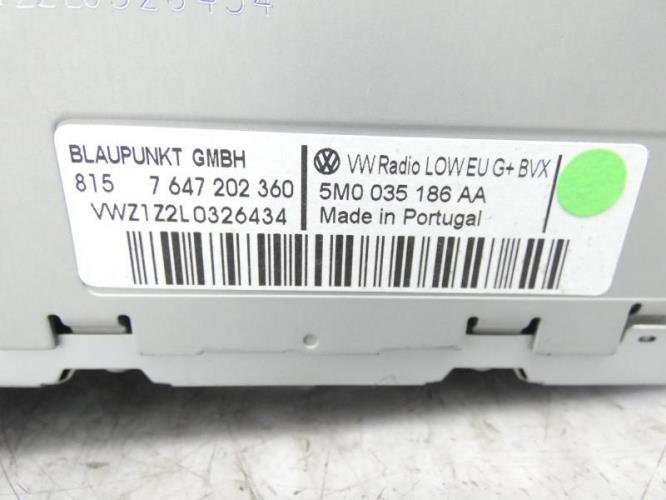 Z2L0326434
BLAUPUNKT GMBH
815 7 647 202 360
VWZ1Z2L0326434
VW Radio LOW EU G+ BVX
5M0 035 186 AA
Made in Portugal